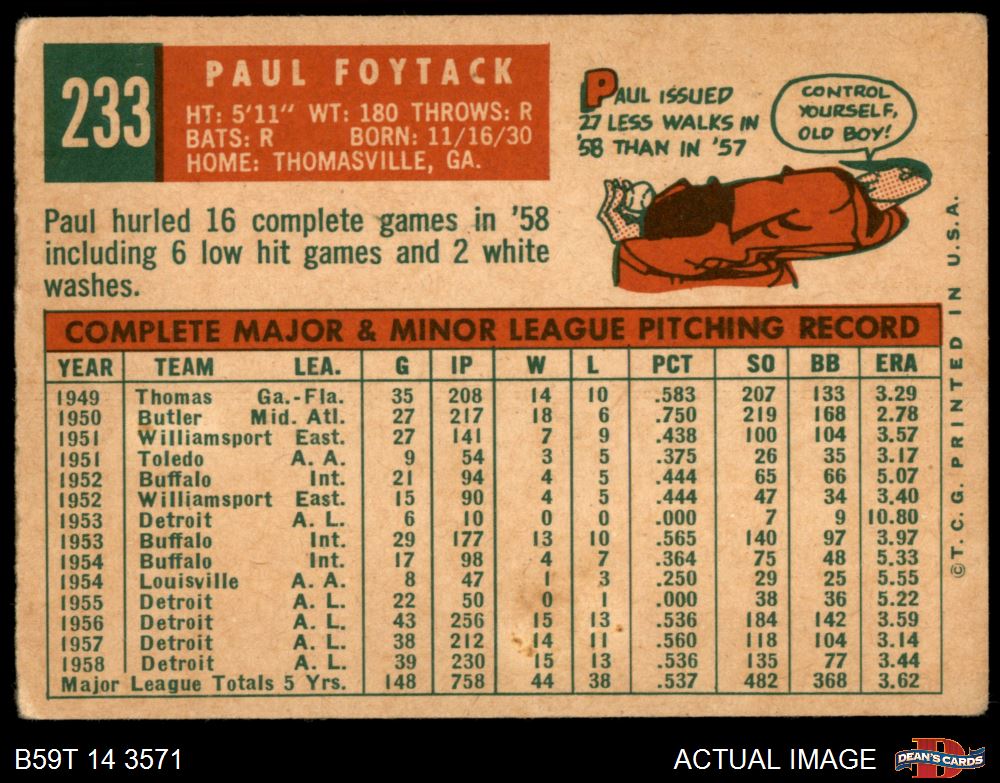 233
PAUL FOYTACK
HT: 5'11" WT: 180 THROWS: R
BATS: R BORN: 11/16/30
HOME: THOMASVILLE, GA.
PAUL ISSUED
27 LESS WALKS IN
'58 THAN IN '57
CONTROL
YOURSELF,
OLD BOY!
Paul hurled 16 complete games in '58
including 6 low hit games and 2 white
washes.
COMPLETE MAJOR & MINOR LEAGUE PITCHING RECORD
YEAR TEAM LEA. G IP W L PCT SO BB ERA
1949 Thomas Ga.-Fla. 35 208 14 10 .583 207 133 3.29
1950 Butler Mid. Atl. 27 217 18 6 .750 219 168 2.78
1951 Williamsport East. 27 141 7 9 .438 100 104 3.57
1951 Toledo A. A. 9 54 3 5 .375 26 35 3.17
1952 Buffalo Int. 21 94 4 5 .444 65 66 5.07
1952 Williamsport East. 15 90 4 5 .444 47 34 3.40
1953 Detroit A. L. 6 10 0 0 .000 7 9 10.80
1953 Buffalo Int. 29 177 13 10 .565 140 97 3.97
1954 Buffalo Int. 17 98 4 7 .364 75 48 5.33
1954 Louisville A. A. 8 47 1 3 .250 29 25 5.55
1955 Detroit A. L. 22 50 0 1 .000 38 36 5.22
1956 Detroit A. L. 43 256 15 13 .536 184 142 3.59
1957 Detroit A. L. 38 212 14 11 .560 118 104 3.14
1958 Detroit A. L. 39 230 15 13 .536 135 77 3.44
Major League Totals 5 Yrs. 148 758 44 38 .537 482 368 3.62
©T. C. G. PRINTED IN U.S.A.
B59T 14 3571
ACTUAL IMAGE
D
DEAN'S CARDS